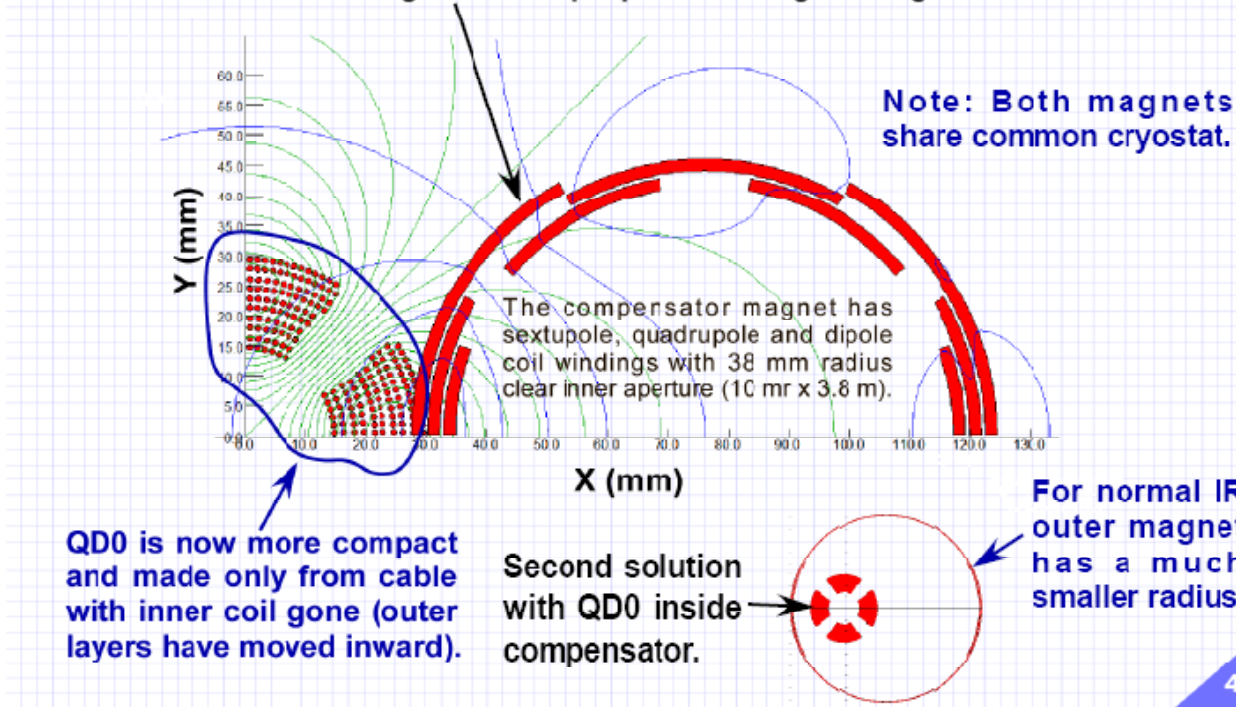 Note: Both magnets
share common cryostat.
60.0
55.0
50.0
45.0
40.0
35.0
30.0
25.0
20.0
15.0
10.0
5.0
0.0
Y (mm)
The compensator magnet has
sextupole, quadrupole and dipole
coil windings with 38 mm radius
clear inner aperture (10 mr x 3.8 m).
0.0 10.0 20.0 30.0 40.0 50.0 60.0 70.0 80.0 90.0 100.0 110.0 120.0 130.0
X (mm)
QD0 is now more compact
and made only from cable
with inner coil gone (outer
layers have moved inward).
Second solution
with QD0 inside
compensator.
For normal IR
outer magnet
has a much
smaller radius
4